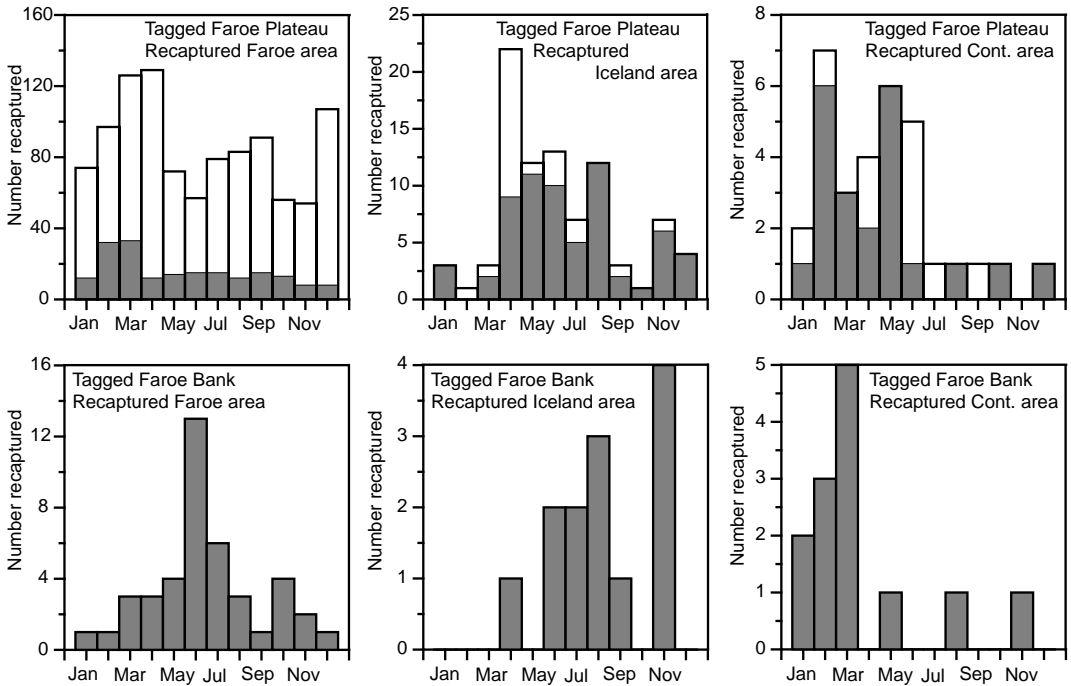 Tagged Faroe Plateau
Recaptured Faroe area
Number recaptured
160
120
80
40
0
Jan Mar May Jul Sep Nov
Tagged Faroe Plateau
Recaptured
Iceland area
Number recaptured
25
20
15
10
5
0
Jan Mar May Jul Sep Nov
Tagged Faroe Plateau
Recaptured Cont. area
Number recaptured
8
6
4
2
0
Jan Mar May Jul Sep Nov
Tagged Faroe Bank
Recaptured Faroe area
Number recaptured
16
12
8
4
0
Jan Mar May Jul Sep Nov
Tagged Faroe Bank
Recaptured Iceland area
Number recaptured
4
3
2
1
0
Jan Mar May Jul Sep Nov
Tagged Faroe Bank
Recaptured Cont. area
Number recaptured
5
4
3
2
1
0
Jan Mar May Jul Sep Nov